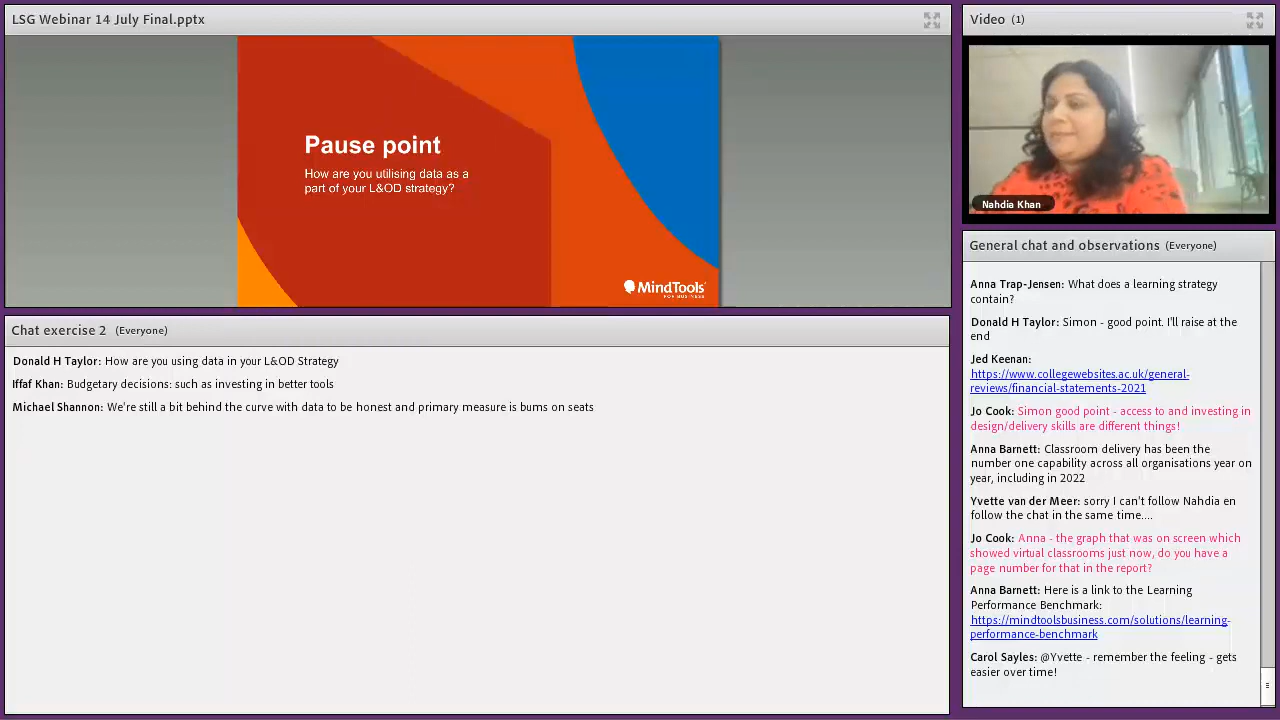 LSG Webinar 14 July Final.pptx
Pause point
How are you utilising data as a
part of your L&OD strategy?
MindTools
FOR BUSINESS
Video (1)
Nahdia Khan
Chat exercise 2 (Everyone)
Donald H Taylor: How are you using data in your L&OD Strategy
Iffaf Khan: Budgetary decisions: such as investing in better tools
Michael Shannon: We're still a bit behind the curve with data to be honest and primary measure is bums on seats
General chat and observations (Everyone)
Anna Trap-Jensen: What does a learning strategy
contain?
Donald H Taylor: Simon - good point. I'll raise at the
end
Jed Keenan:
https://www.collegewebsites.ac.uk/general-
reviews/financial-statements-2021
Jo Cook: Simon good point - access to and investing in
design/delivery skills are different things!
Anna Barnett: Classroom delivery has been the
number one capability across all organisations year on
year, including in 2022
Yvette van der Meer: sorry I can't follow Nahdia en
follow the chat in the same time....
Jo Cook: Anna - the graph that was on screen which
showed virtual classrooms just now, do you have a
page number for that in the report?
Anna Barnett: Here is a link to the Learning
Performance Benchmark:
https://mindtoolsbusiness.com/solutions/learning-
performance-benchmark
Carol Sayles: @Yvette - remember the feeling - gets
easier over time!